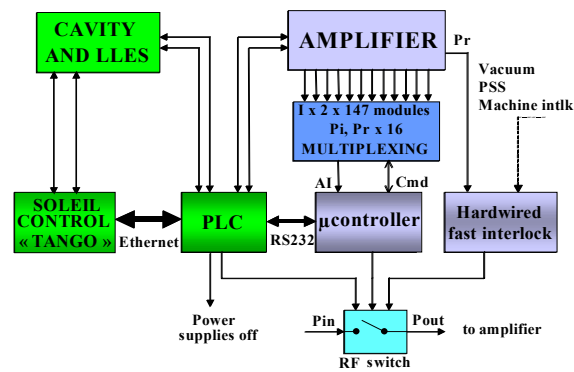 CAVITY
AND LLES
AMPLIFIER
Pr
Vacuum
PSS
Machine intlk
I x 2 x 147 modules
Pi, Pr x 16
MULTIPLEXING
AI
Cmd
SOLEIL
CONTROL
« TANGO »
Ethernet
PLC
RS232
μcontroller
Hardwired
fast interlock
Power
supplies off
Pin
Pout
to amplifier
RF switch